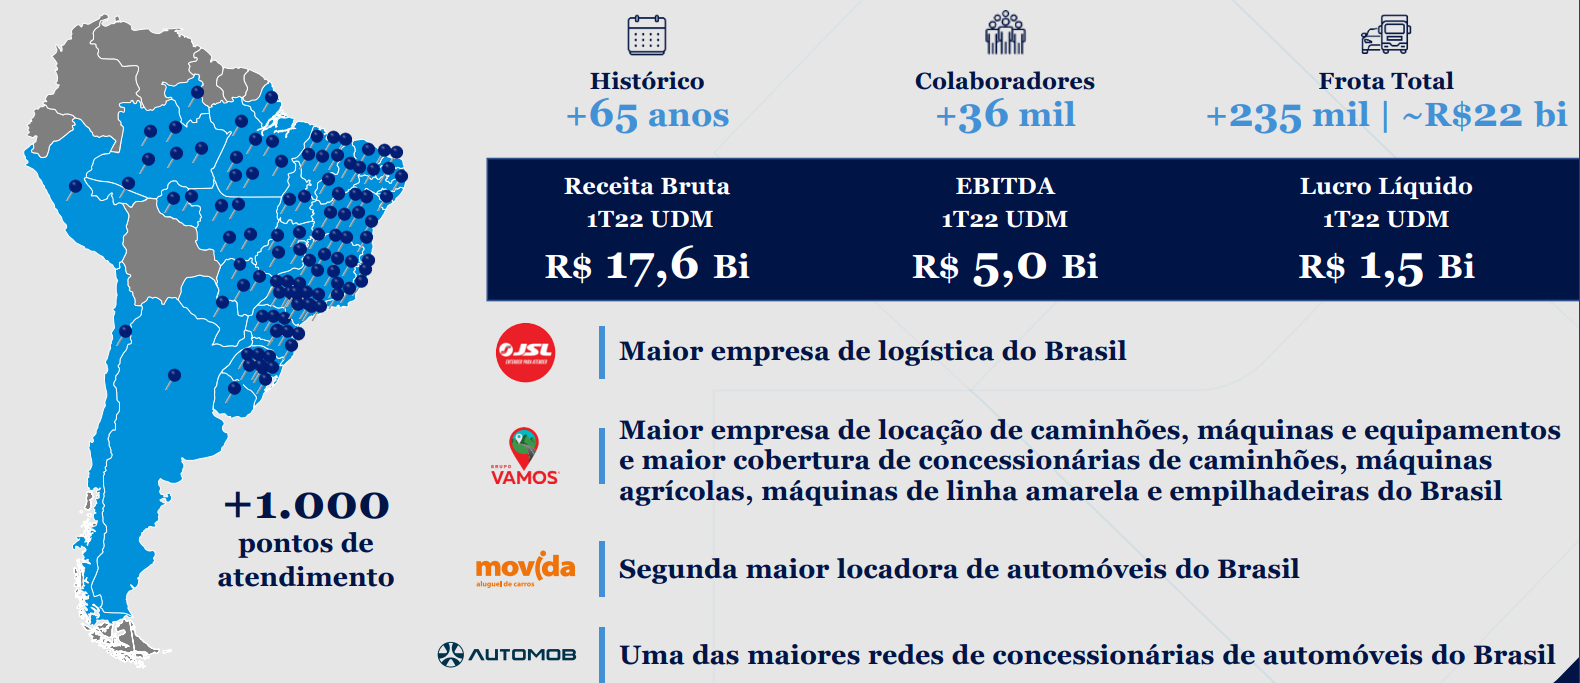 Histórico
+65 anos
Colaboradores
+36 mil
Frota Total
+235 mil | ~R$22 bi
Receita Bruta
1T22 UDM
R$ 17,6 Bi
EBITDA
1T22 UDM
R$ 5,0 Bi
Lucro Líquido
1T22 UDM
R$ 1,5 Bi
JSL
ENTENDER PARA ATENDER
Maior empresa de logística do Brasil
GRUPO
VAMOS
Maior empresa de locação de caminhões, máquinas e equipamentos
e maior cobertura de concessionárias de caminhões, máquinas
agrícolas, máquinas de linha amarela e empilhadeiras do Brasil
movida
aluguel de carros
Segunda maior locadora de automóveis do Brasil
AUTOMOB
Uma das maiores redes de concessionárias de automóveis do Brasil
+1.000
pontos de
atendimento